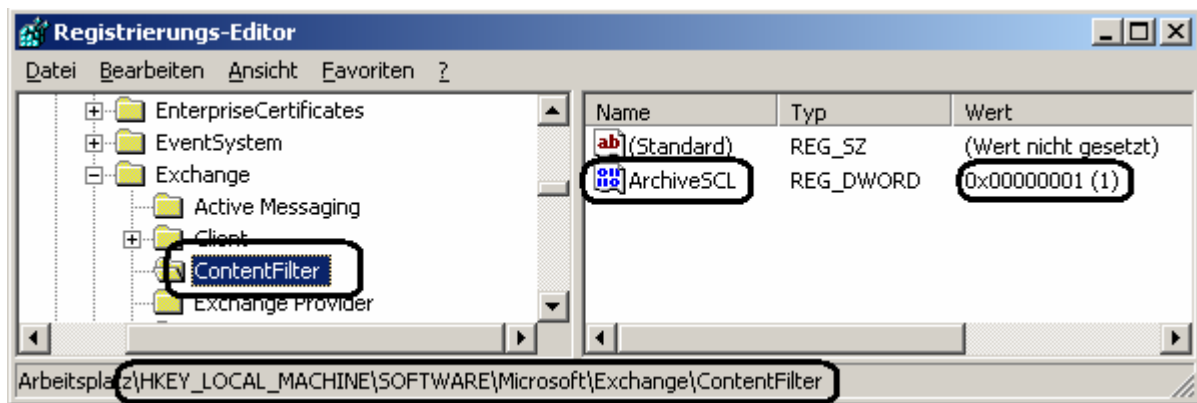 Registrierungs-Editor
Datei Bearbeiten Ansicht Favoriten ?
EnterpriseCertificates
EventSystem
Exchange
Active Messaging
Client
ContentFilter
Exchange Provider
Name Typ Wert
ab (Standard) REG_SZ (Wert nicht gesetzt)
ArchiveSCL REG_DWORD 0x00000001 (1)
Arbeitsplatz\HKEY_LOCAL_MACHINE\SOFTWARE\Microsoft\Exchange\ContentFilter